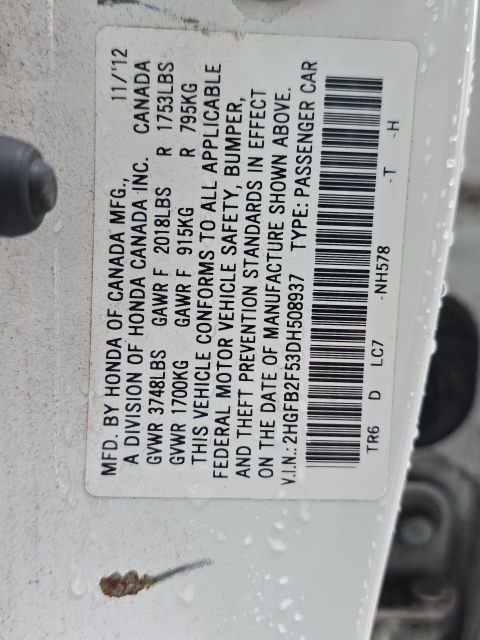 MFD. BY HONDA OF CANADA MFG., 11/'12
A DIVISION OF HONDA CANADA INC. CANADA
GVWR 3748LBS GAWR F 2018LBS R 1753LBS
GVWR 1700KG GAWR F 915KG R 795KG
THIS VEHICLE CONFORMS TO ALL APPLICABLE
FEDERAL MOTOR VEHICLE SAFETY, BUMPER,
AND THEFT PREVENTION STANDARDS IN EFFECT
ON THE DATE OF MANUFACTURE SHOWN ABOVE.
V.I.N.: 2HGFB2F53DH508937 TYPE: PASSENGER CAR
TR6 D LC7 -NH578 -T -H